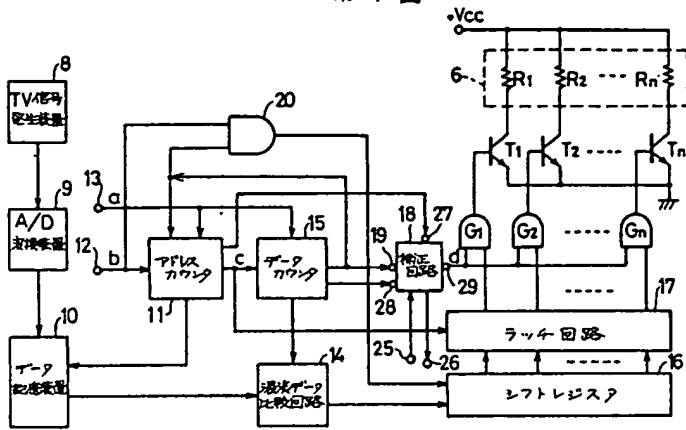 +Vcc
8
TV信号
発生装置
20
6
R1
R2
----
Rn
T1
T2
-----
Tn
9
A/D
変換装置
13
a
12
b
アドレス
カウンタ
11
c
15
データ
カウンタ
19
28
18
補正
回路
27
d
29
G1
G2
-----
Gn
10
データ
記憶装置
14
濃淡データ
比較回路
25
26
17
ラッチ回路
16
シフトレジスタ